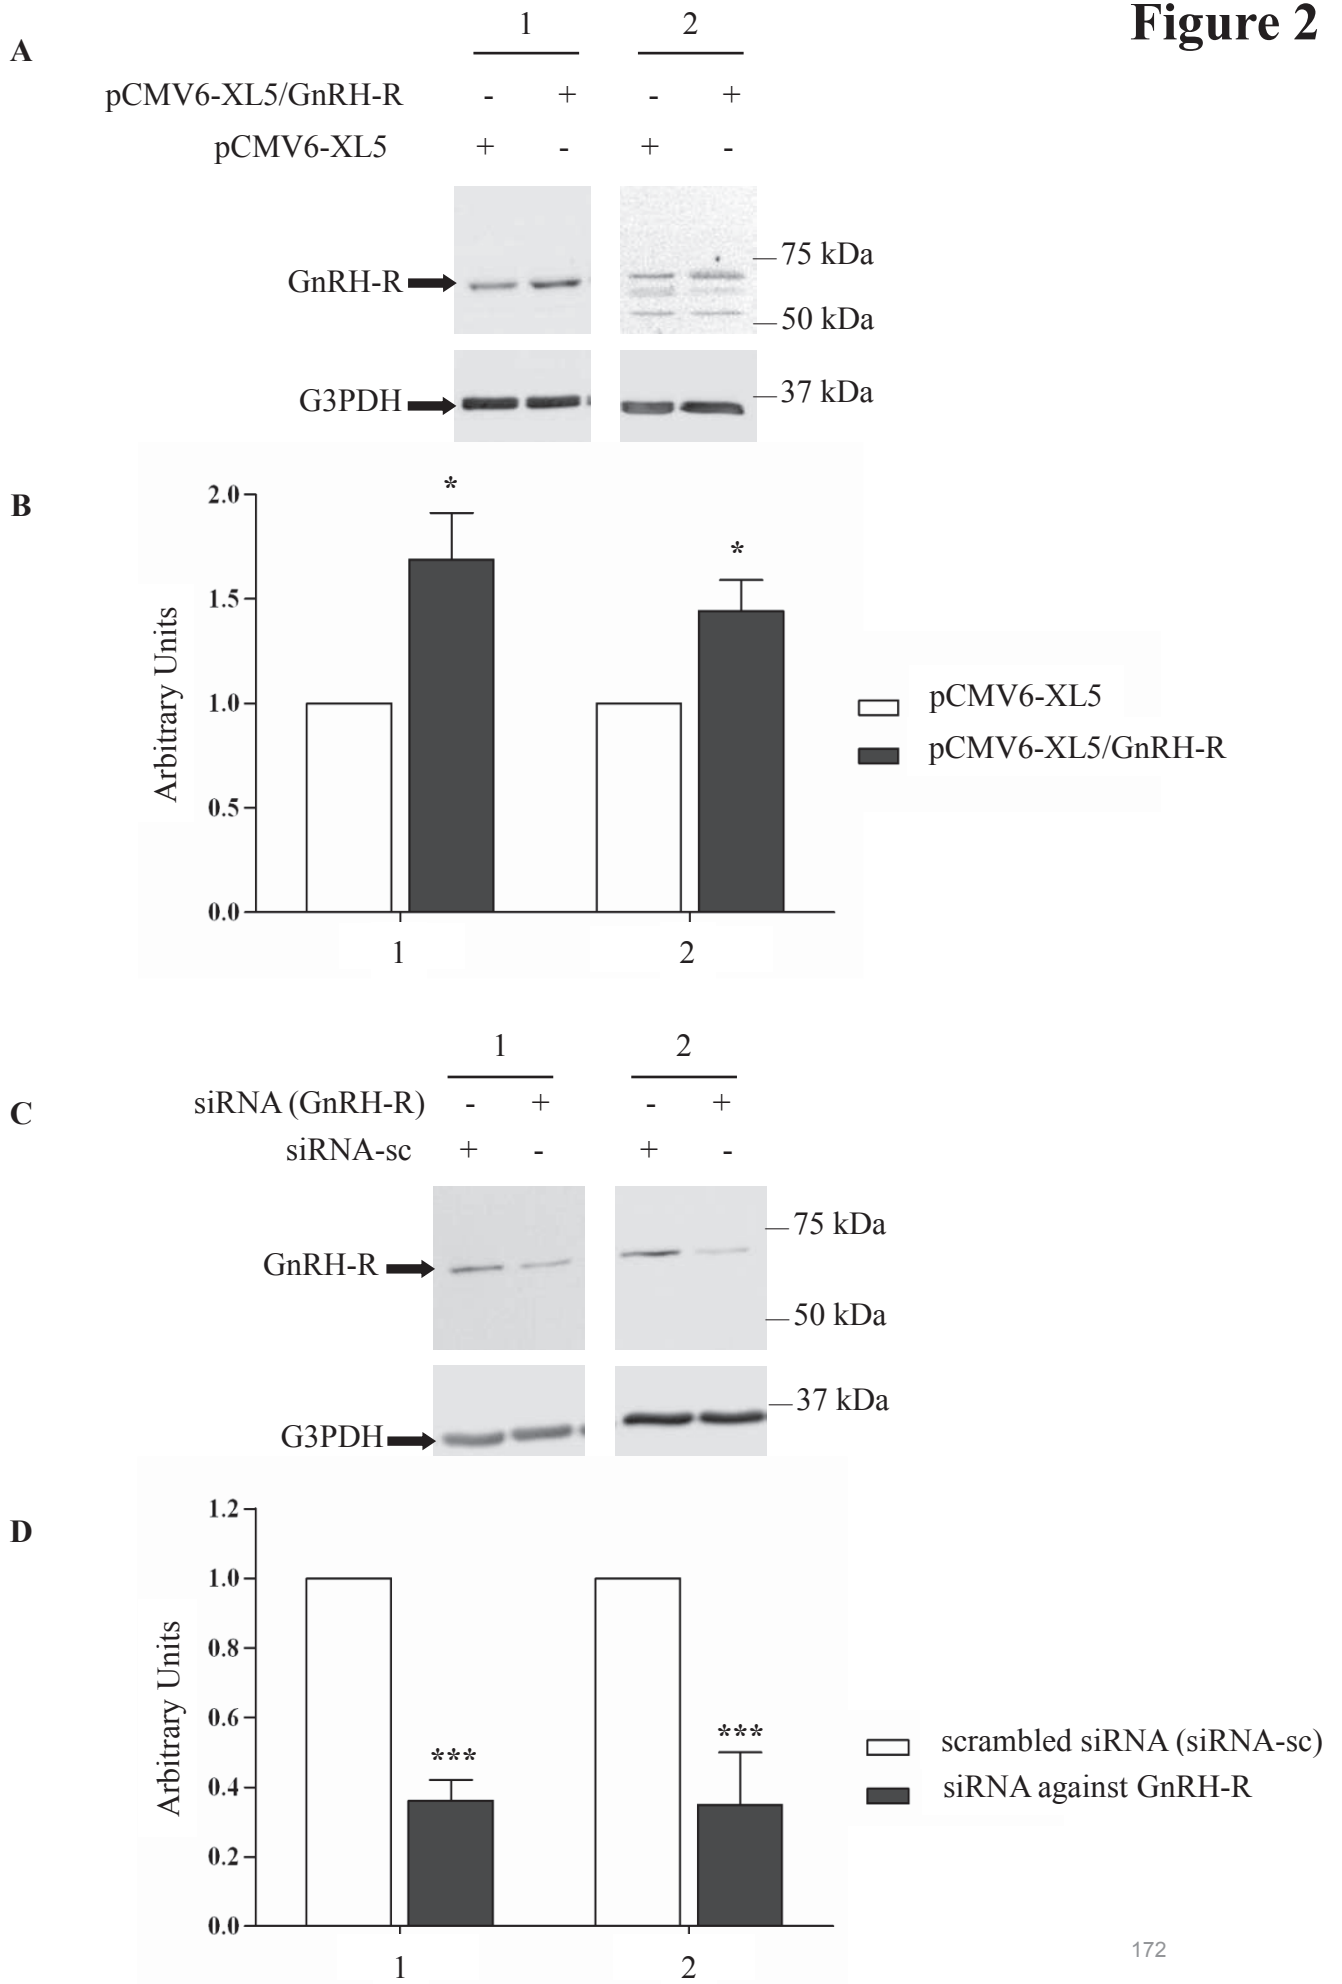 Figure 2
A
1 2
pCMV6-XL5/GnRH-R - + - +
pCMV6-XL5 + - + -
75 kDa
GnRH-R
50 kDa
37 kDa
G3PDH
B
*
2.0
*
1.5
1.0
0.5
0.0
Arbitrary Units
pCMV6-XL5
pCMV6-XL5/GnRH-R
1 2
1 2
C
siRNA (GnRH-R) - + - +
siRNA-sc + - + -
75 kDa
GnRH-R
50 kDa
37 kDa
G3PDH
D
1.2
1.0
0.8
0.6
0.4
0.2
0.0
Arbitrary Units
***
***
scrambled siRNA (siRNA-sc)
siRNA against GnRH-R
1 2
172